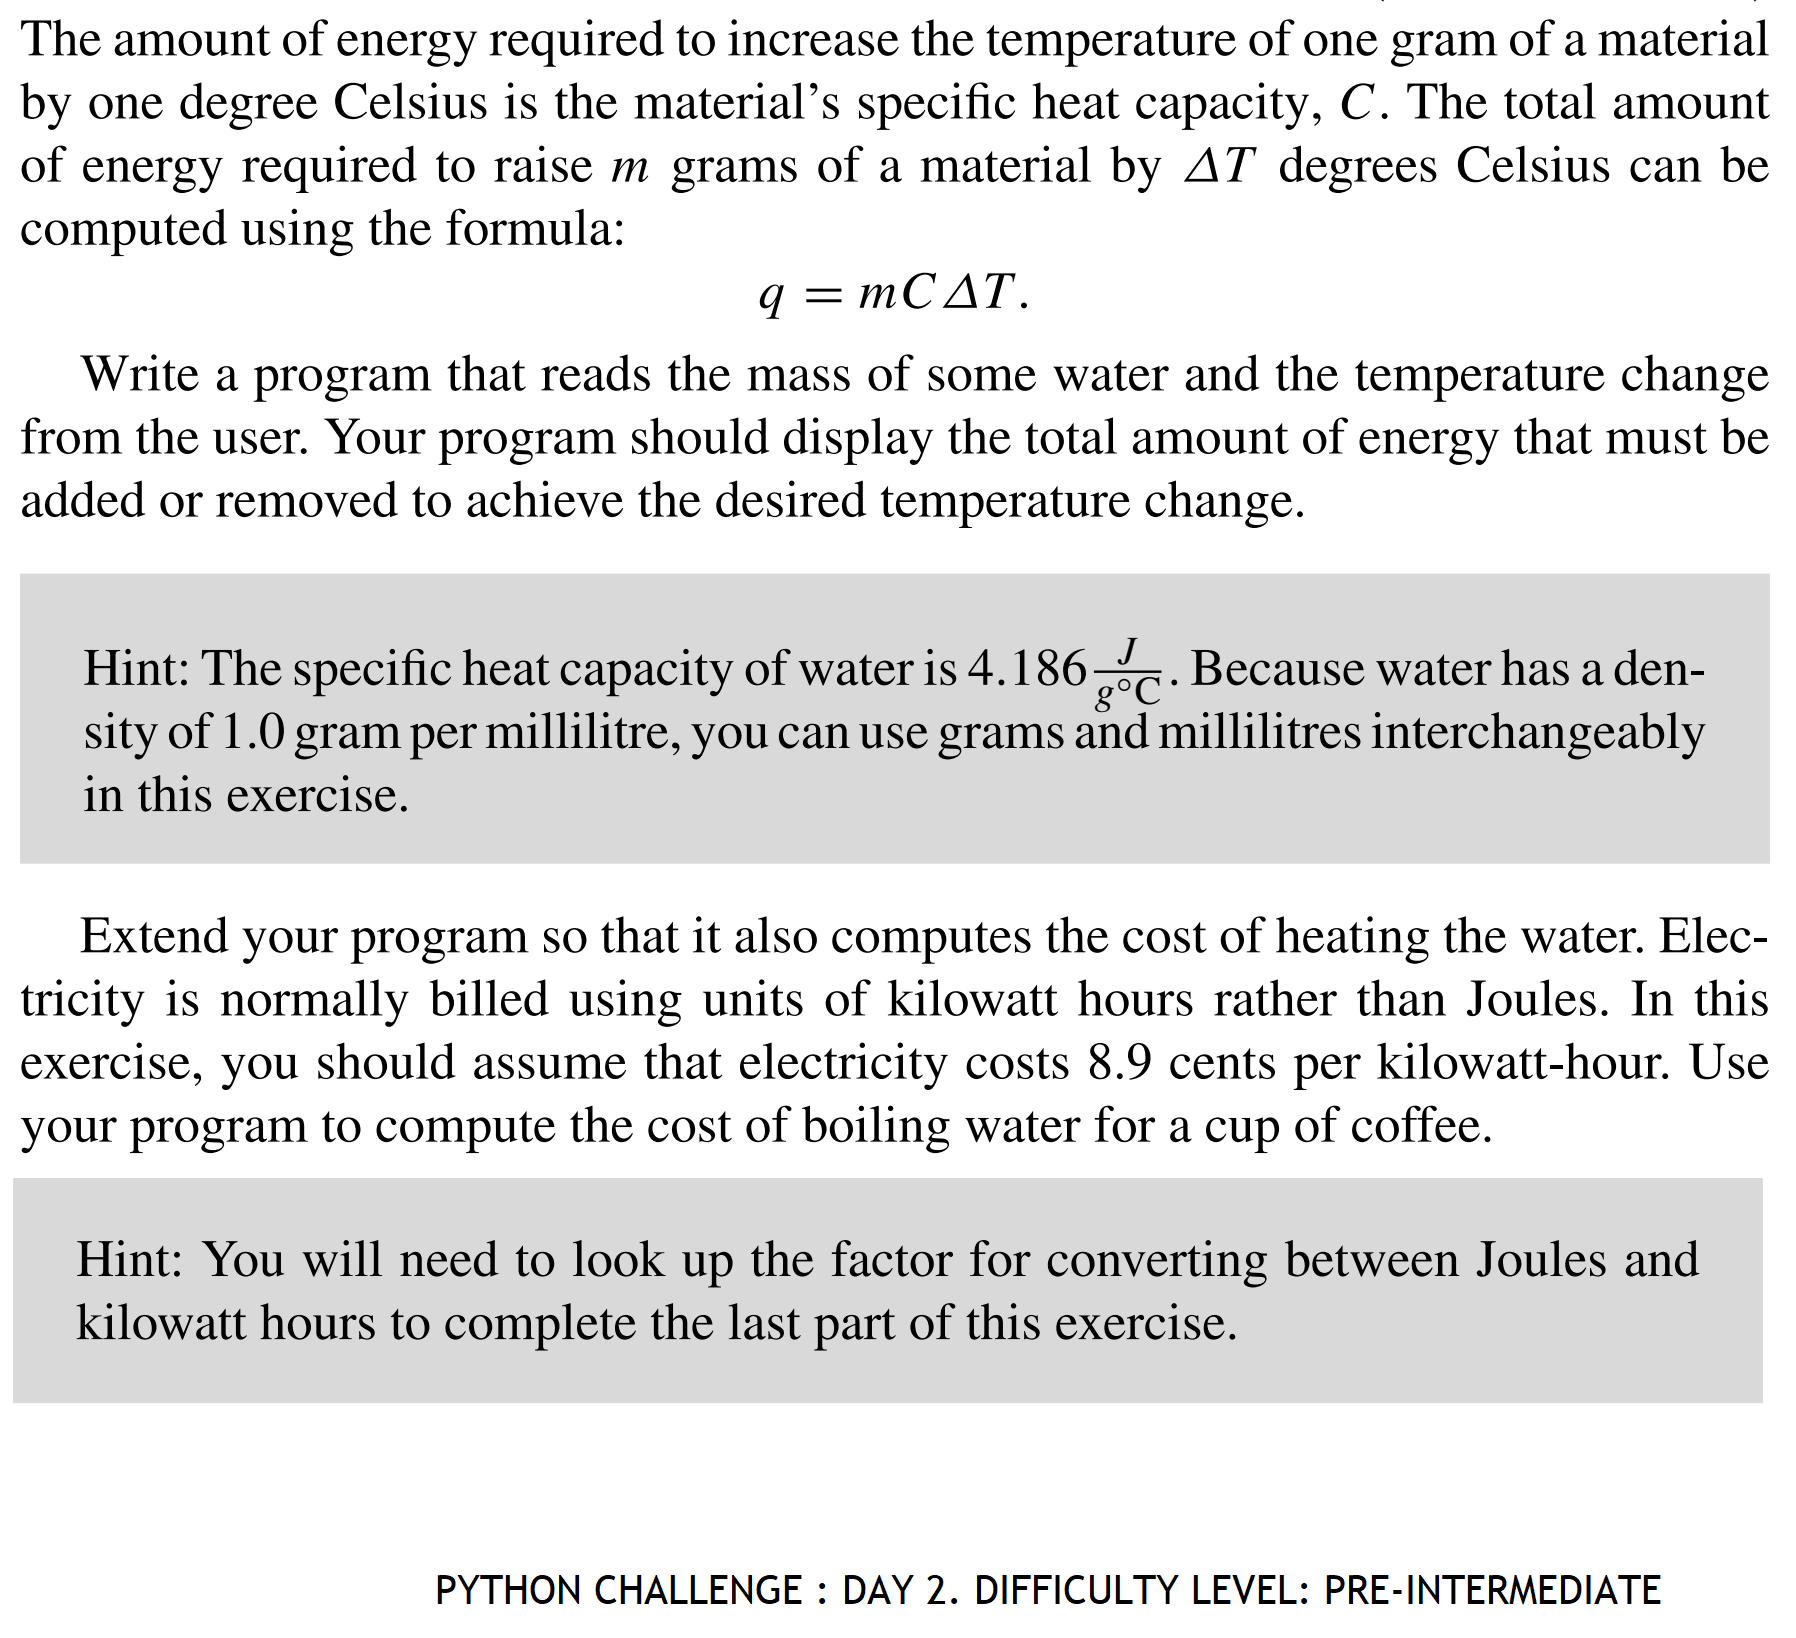 The amount of energy required to increase the temperature of one gram of a material
by one degree Celsius is the material’s specific heat capacity, C. The total amount
of energy required to raise m grams of a material by ΔT degrees Celsius can be
computed using the formula:
q = mCΔT.
Write a program that reads the mass of some water and the temperature change
from the user. Your program should display the total amount of energy that must be
added or removed to achieve the desired temperature change.
Hint: The specific heat capacity of water is 4.186 J/g°C. Because water has a den-
sity of 1.0 gram per millilitre, you can use grams and millilitres interchangeably
in this exercise.
Extend your program so that it also computes the cost of heating the water. Elec-
tricity is normally billed using units of kilowatt hours rather than Joules. In this
exercise, you should assume that electricity costs 8.9 cents per kilowatt-hour. Use
your program to compute the cost of boiling water for a cup of coffee.
Hint: You will need to look up the factor for converting between Joules and
kilowatt hours to complete the last part of this exercise.
PYTHON CHALLENGE : DAY 2. DIFFICULTY LEVEL: PRE-INTERMEDIATE